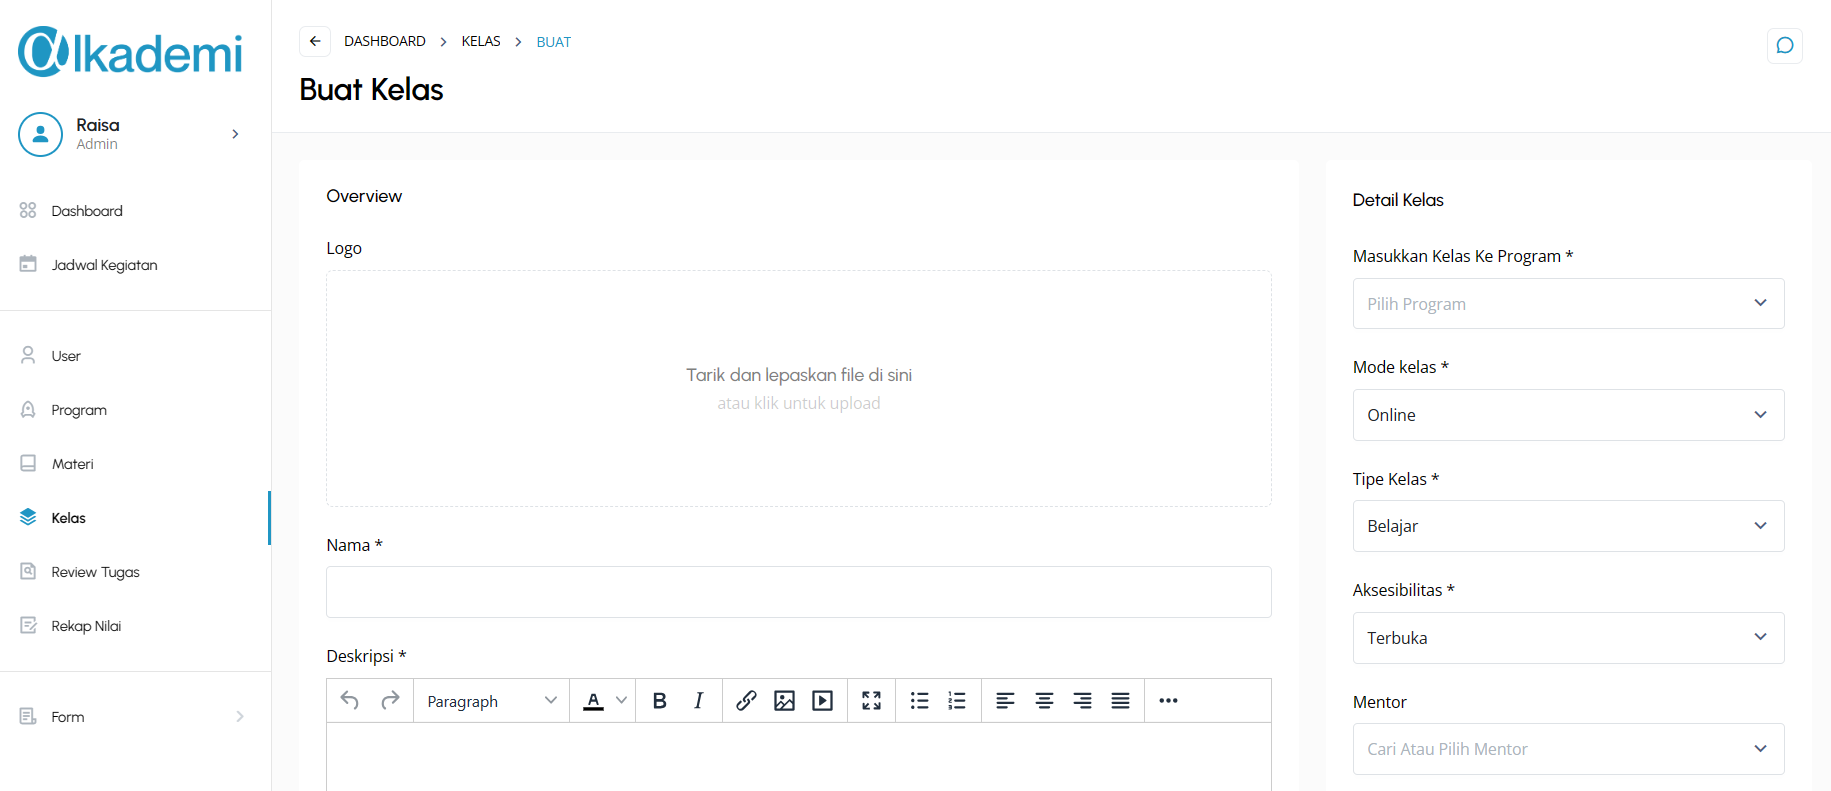 @lkademi
Raisa
Admin
Dashboard
Jadwal Kegiatan
User
Program
Materi
Kelas
Review Tugas
Rekap Nilai
Form
DASHBOARD > KELAS > BUAT
Buat Kelas
Overview
Logo
Tarik dan lepaskan file di sini
atau klik untuk upload
Nama *
Deskripsi *
Paragraph
Detail Kelas
Masukkan Kelas Ke Program *
Pilih Program
Mode kelas *
Online
Tipe Kelas *
Belajar
Aksesibilitas *
Terbuka
Mentor
Cari Atau Pilih Mentor